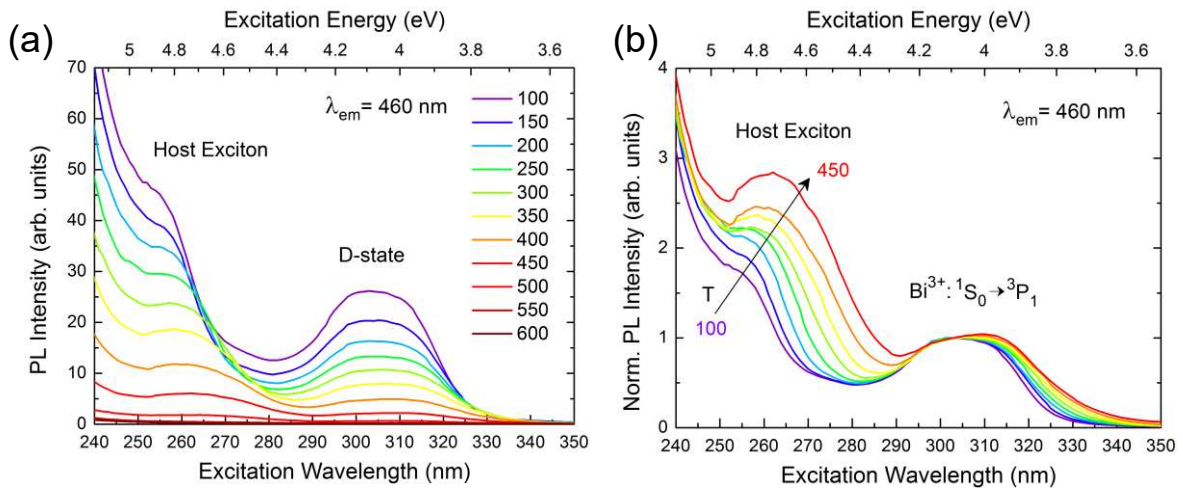 (a)
Excitation Energy (eV)
5 4.8 4.6 4.4 4.2 4 3.8 3.6
70
60
50
40
30
20
10
0
PL Intensity (arb. units)
λem= 460 nm
Host Exciton
D-state
100
150
200
250
300
350
400
450
500
550
600
240 250 260 270 280 290 300 310 320 330 340 350
Excitation Wavelength (nm)
(b)
Excitation Energy (eV)
5 4.8 4.6 4.4 4.2 4 3.8 3.6
4
3
2
1
0
Norm. PL Intensity (arb. units)
λem= 460 nm
Host Exciton
450
T
100
Bi³⁺: ¹S₀→³P₁
240 250 260 270 280 290 300 310 320 330 340 350
Excitation Wavelength (nm)